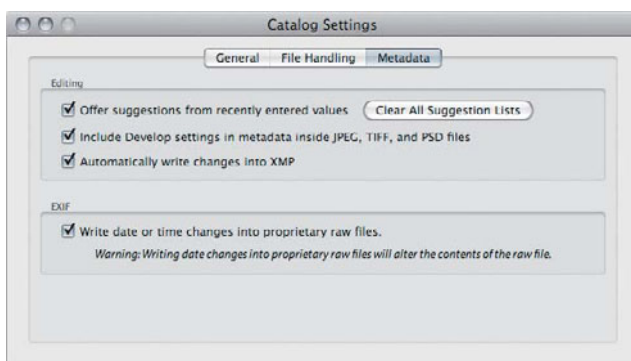 Catalog Settings
General File Handling Metadata
Editing
Offer suggestions from recently entered values Clear All Suggestion Lists
Include Develop settings in metadata inside JPEG, TIFF, and PSD files
Automatically write changes into XMP
EXIF
Write date or time changes into proprietary raw files.
Warning: Writing date changes into proprietary raw files will alter the contents of the raw file.